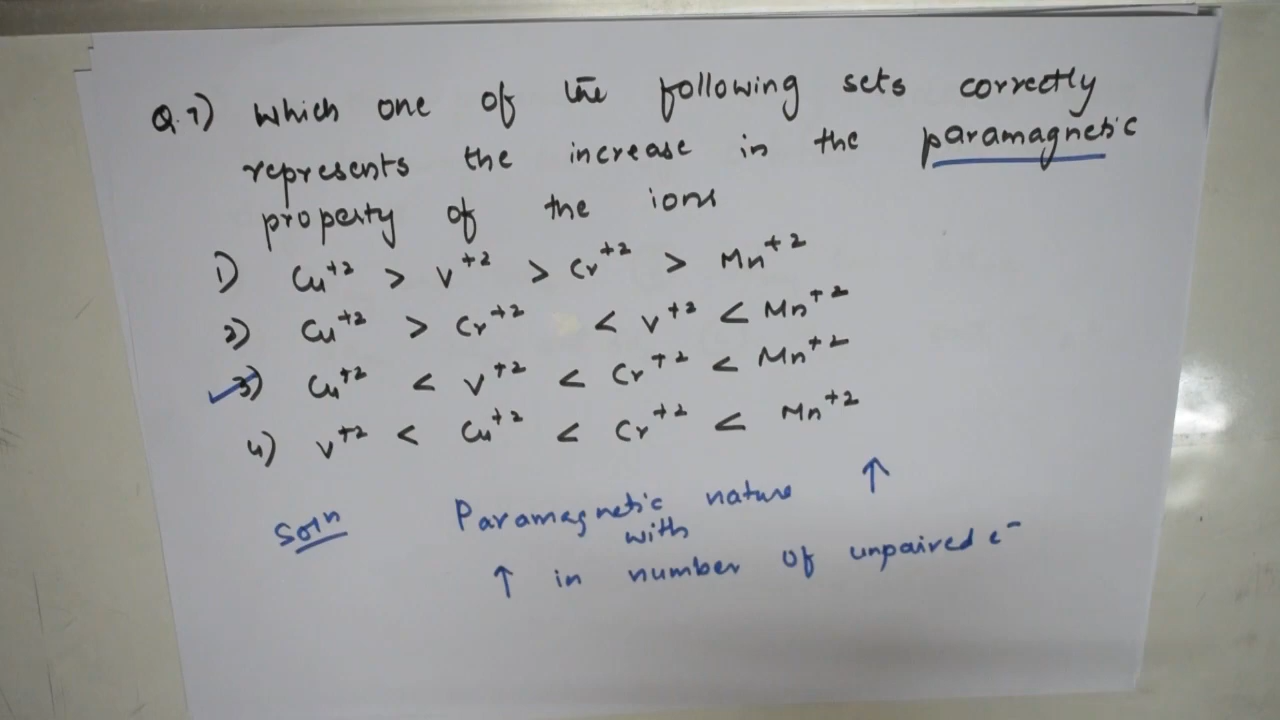 Q.7) Which one of the following sets correctly
represents the increase in the paramagnetic
property of the ions
1) Cu+2 > V+2 > Cr+2 > Mn+2
2) Cu+2 > Cr+2 < V+2 < Mn+2
3) Cu+2 < V+2 < Cr+2 < Mn+2
4) V+2 < Cu+2 < Cr+2 < Mn+2
Soln Paramagnetic nature ↑
with
↑ in number of unpaired e-